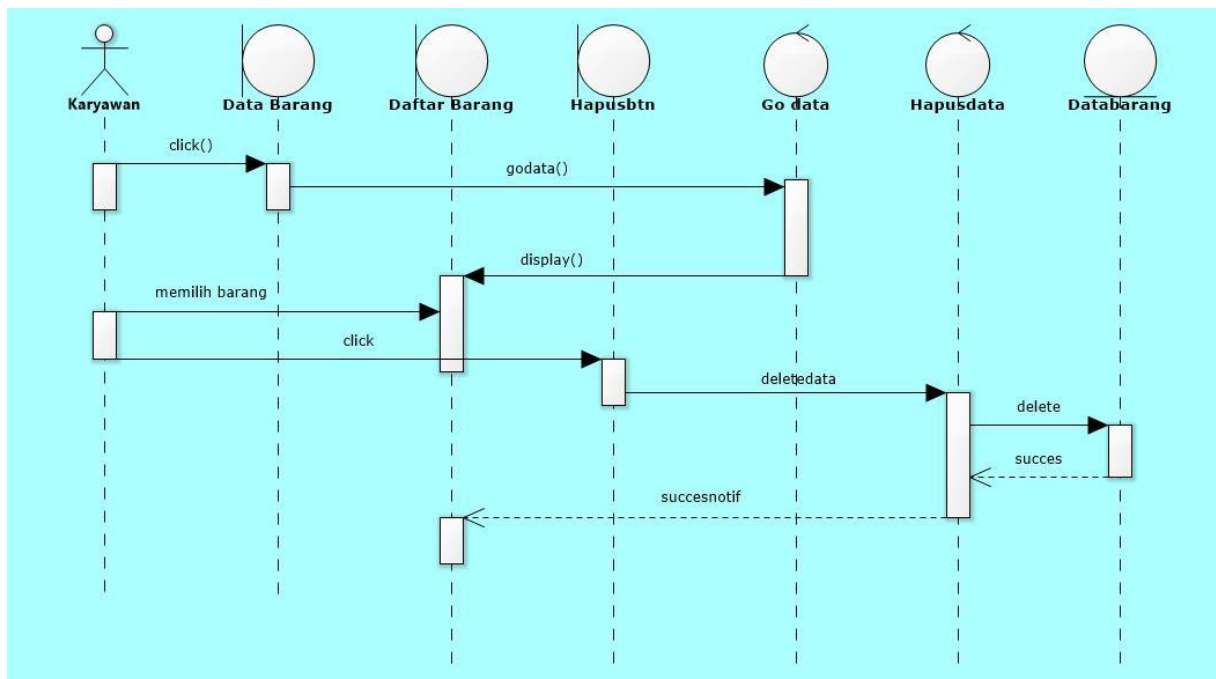 Karyawan
Data Barang
Daftar Barang
Hapusbtn
Go data
Hapusdata
Databarang
click()
godata()
display()
memilih barang
click
deletedata
delete
succes
succesnotif